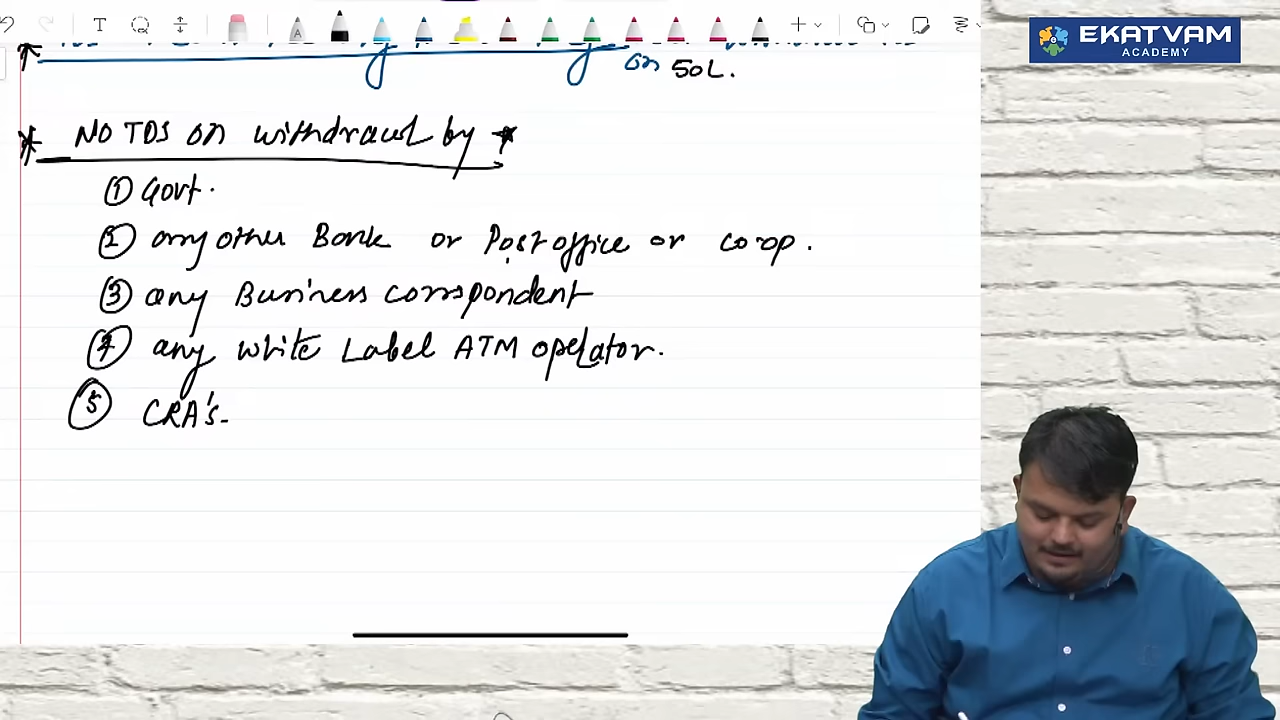 EKATVAM
ACADEMY
on 50L.
* NO TDS on withdrawl by *
① Govt.
② any other Bank or Post office or co-op.
③ any Business correspondent
④ any white Label ATM operator.
⑤ CRA's-